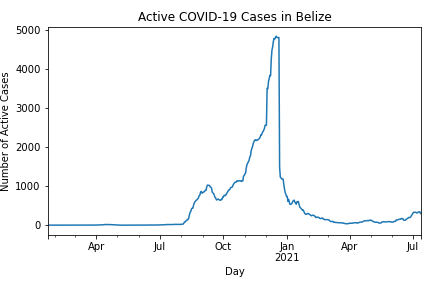 Active COVID-19 Cases in Belize
Number of Active Cases
5000
4000
3000
2000
1000
0
Apr
Jul
Oct
Jan
2021
Apr
Jul
Day